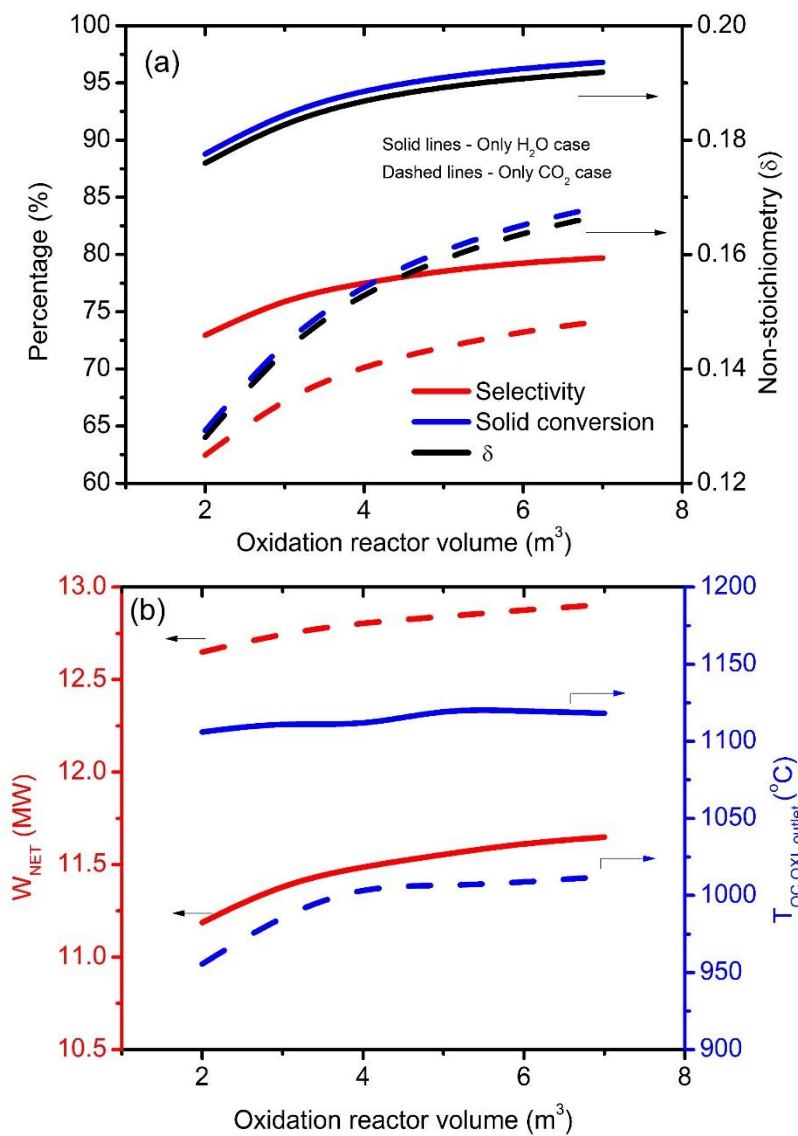 (a)
Percentage (%)
100
95
90
85
80
75
70
65
60
Solid lines - Only H₂O case
Dashed lines - Only CO₂ case
Selectivity
Solid conversion
δ
0.20
0.18
0.16
0.14
0.12
Non-stoichiometry (δ)
2 4 6 8
Oxidation reactor volume (m³)
(b)
W_NET (MW)
13.0
12.5
12.0
11.5
11.0
10.5
1200
1150
1100
1050
1000
950
900
T_OC,OXI,outlet (°C)
2 4 6 8
Oxidation reactor volume (m³)